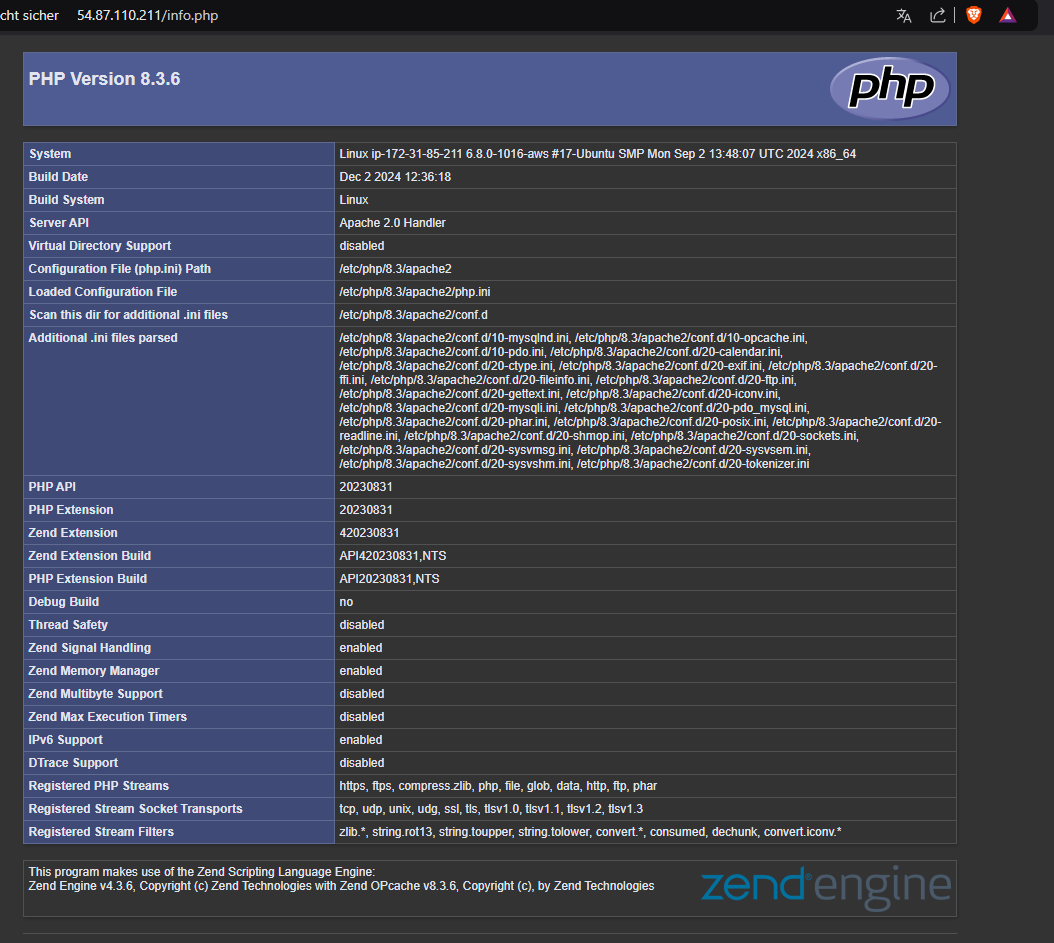 cht sicher 54.87.110.211/info.php
PHP Version 8.3.6
php
System Linux ip-172-31-85-211 6.8.0-1016-aws #17-Ubuntu SMP Mon Sep 2 13:48:07 UTC 2024 x86_64
Build Date Dec 2 2024 12:36:18
Build System Linux
Server API Apache 2.0 Handler
Virtual Directory Support disabled
Configuration File (php.ini) Path /etc/php/8.3/apache2
Loaded Configuration File /etc/php/8.3/apache2/php.ini
Scan this dir for additional .ini files /etc/php/8.3/apache2/conf.d
Additional .ini files parsed /etc/php/8.3/apache2/conf.d/10-mysqlnd.ini, /etc/php/8.3/apache2/conf.d/10-opcache.ini,
/etc/php/8.3/apache2/conf.d/10-pdo.ini, /etc/php/8.3/apache2/conf.d/20-calendar.ini,
/etc/php/8.3/apache2/conf.d/20-ctype.ini, /etc/php/8.3/apache2/conf.d/20-exif.ini, /etc/php/8.3/apache2/conf.d/20-
ffi.ini, /etc/php/8.3/apache2/conf.d/20-fileinfo.ini, /etc/php/8.3/apache2/conf.d/20-ftp.ini,
/etc/php/8.3/apache2/conf.d/20-gettext.ini, /etc/php/8.3/apache2/conf.d/20-iconv.ini,
/etc/php/8.3/apache2/conf.d/20-mysqli.ini, /etc/php/8.3/apache2/conf.d/20-pdo_mysql.ini,
/etc/php/8.3/apache2/conf.d/20-phar.ini, /etc/php/8.3/apache2/conf.d/20-posix.ini, /etc/php/8.3/apache2/conf.d/20-
readline.ini, /etc/php/8.3/apache2/conf.d/20-shmop.ini, /etc/php/8.3/apache2/conf.d/20-sockets.ini,
/etc/php/8.3/apache2/conf.d/20-sysvmsg.ini, /etc/php/8.3/apache2/conf.d/20-sysvsem.ini,
/etc/php/8.3/apache2/conf.d/20-sysvshm.ini, /etc/php/8.3/apache2/conf.d/20-tokenizer.ini
PHP API 20230831
PHP Extension 20230831
Zend Extension 420230831
Zend Extension Build API420230831,NTS
PHP Extension Build API20230831,NTS
Debug Build no
Thread Safety disabled
Zend Signal Handling enabled
Zend Memory Manager enabled
Zend Multibyte Support disabled
Zend Max Execution Timers disabled
IPv6 Support enabled
DTrace Support disabled
Registered PHP Streams https, ftps, compress.zlib, php, file, glob, data, http, ftp, phar
Registered Stream Socket Transports tcp, udp, unix, udg, ssl, tls, tlsv1.0, tlsv1.1, tlsv1.2, tlsv1.3
Registered Stream Filters zlib.*, string.rot13, string.toupper, string.tolower, convert.*, consumed, dechunk, convert.iconv.*
This program makes use of the Zend Scripting Language Engine:
Zend Engine v4.3.6, Copyright (c) Zend Technologies with Zend OPcache v8.3.6, Copyright (c), by Zend Technologies
zend® engine